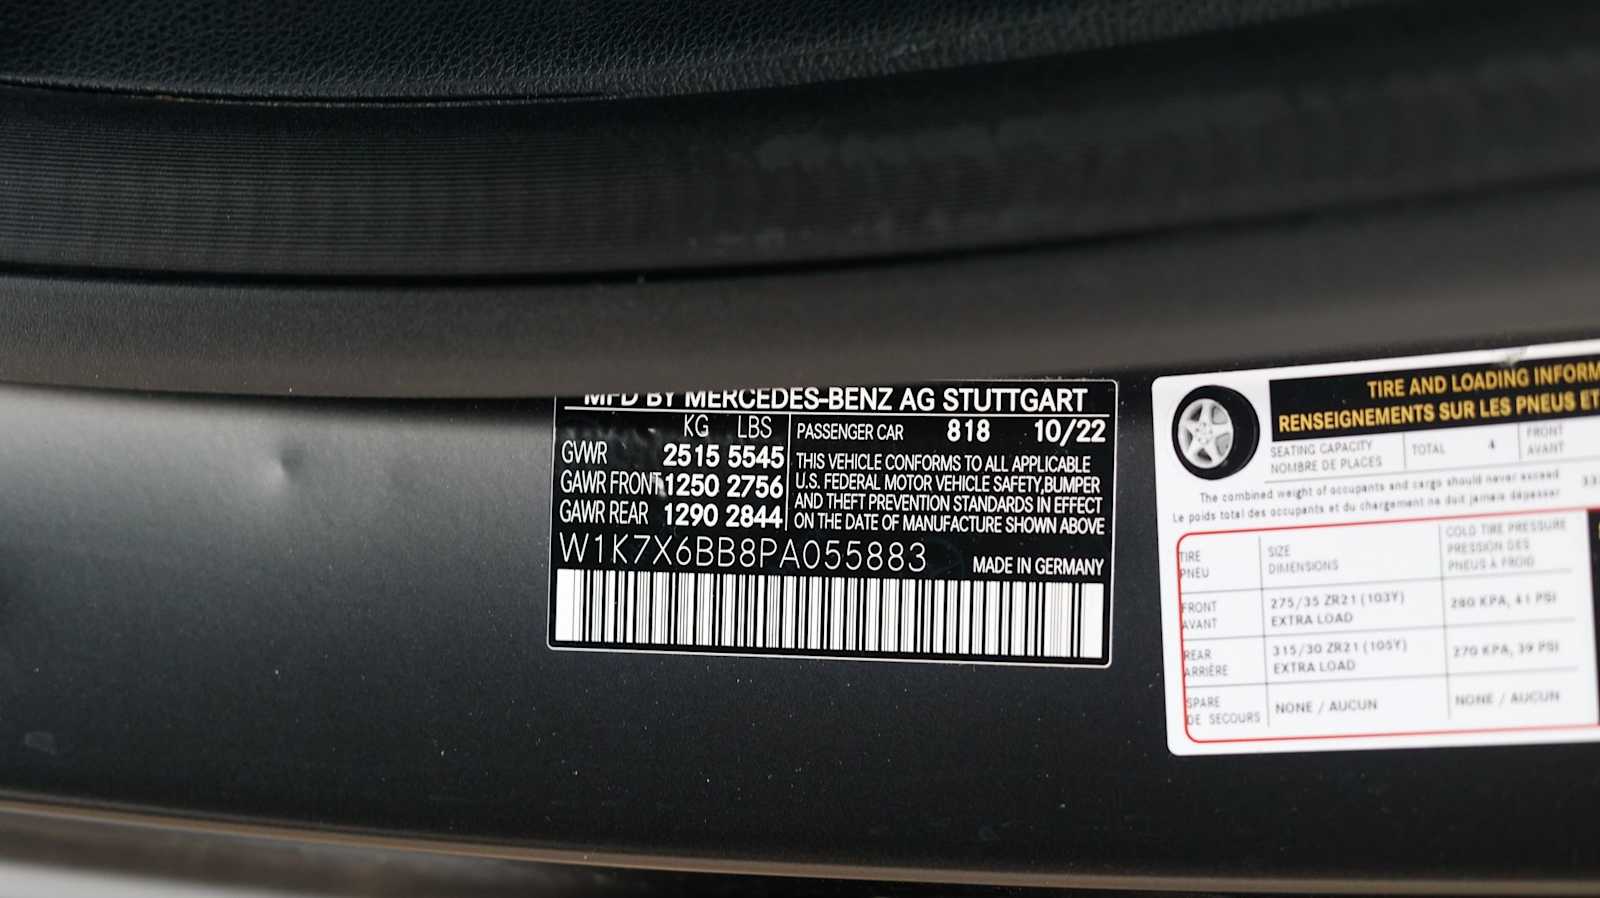 MFD BY MERCEDES-BENZ AG STUTTGART
KG LBS
GVWR 2515 5545
GAWR FRONT 1250 2756
GAWR REAR 1290 2844
PASSENGER CAR 818 10/22
THIS VEHICLE CONFORMS TO ALL APPLICABLE
U.S. FEDERAL MOTOR VEHICLE SAFETY,BUMPER
AND THEFT PREVENTION STANDARDS IN EFFECT
ON THE DATE OF MANUFACTURE SHOWN ABOVE
W1K7X6BB8PA055883
MADE IN GERMANY
TIRE AND LOADING
RENSEIGNEMENTS SUR LES PNEUS ET
SEATING CAPACITY
NOMBRE DE PLACES
TOTAL 4
FRONT
AVANT
The combined weight of occupants and cargo should never exceed
Le poids total des occupants et du chargement ne doit jamais dépasser
TIRE
PNEU
SIZE
DIMENSIONS
COLD TIRE PRESSURE
PRESSION DES
PNEUS À FROID
FRONT
AVANT
275/35 ZR21 (103Y)
EXTRA LOAD
280 KPA, 41 PSI
REAR
ARRIÈRE
315/30 ZR21 (105Y)
EXTRA LOAD
270 KPA, 39 PSI
SPARE
DE SECOURS
NONE / AUCUN
NONE / AUCUN